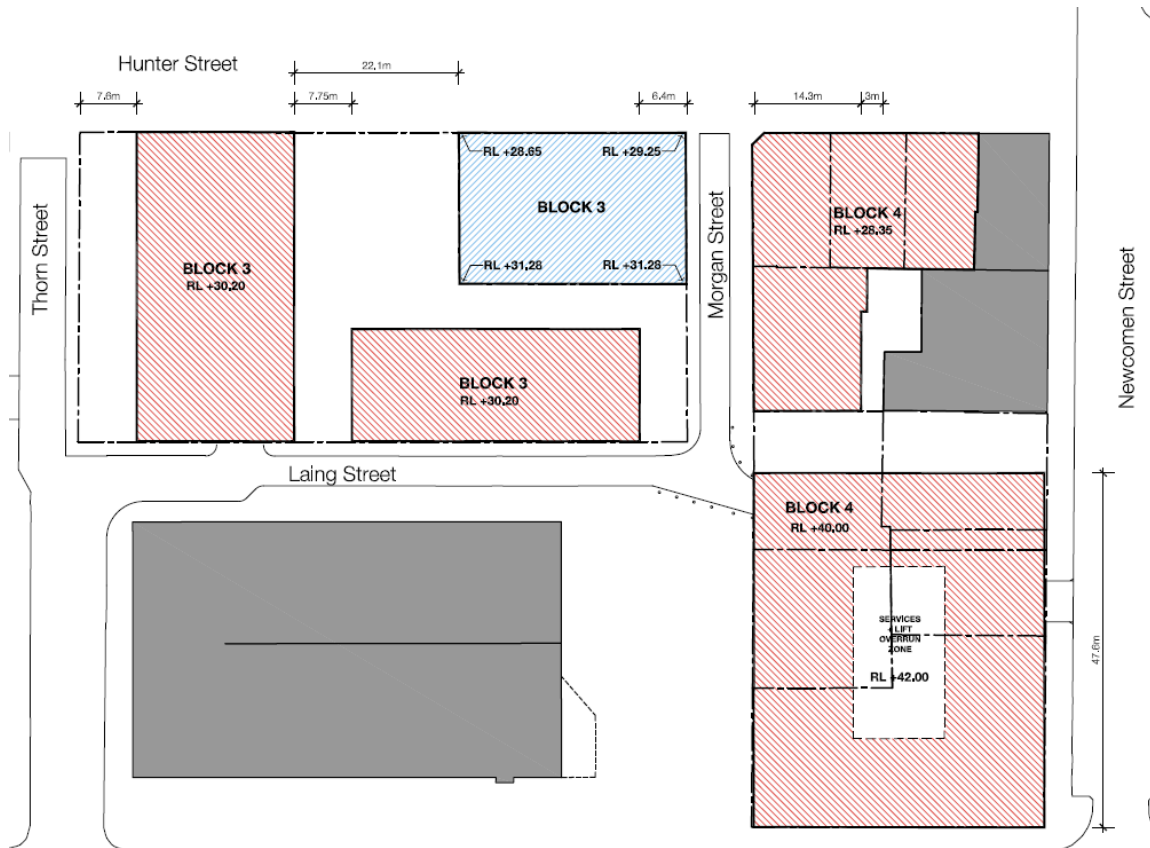 Hunter Street
22.1m
7.6m
7.75m
6.4m
14.3m
3m
RL +28.65
RL +29.25
BLOCK 3
RL +31.28
RL +31.28
BLOCK 3
RL +30.20
BLOCK 3
RL +30.20
BLOCK 4
RL +28.35
Thorn Street
Morgan Street
Newcomen Street
Laing Street
BLOCK 4
RL +40.00
SERVICES
+ LIFT
OVERRUN
ZONE
RL +42.00
47.6m